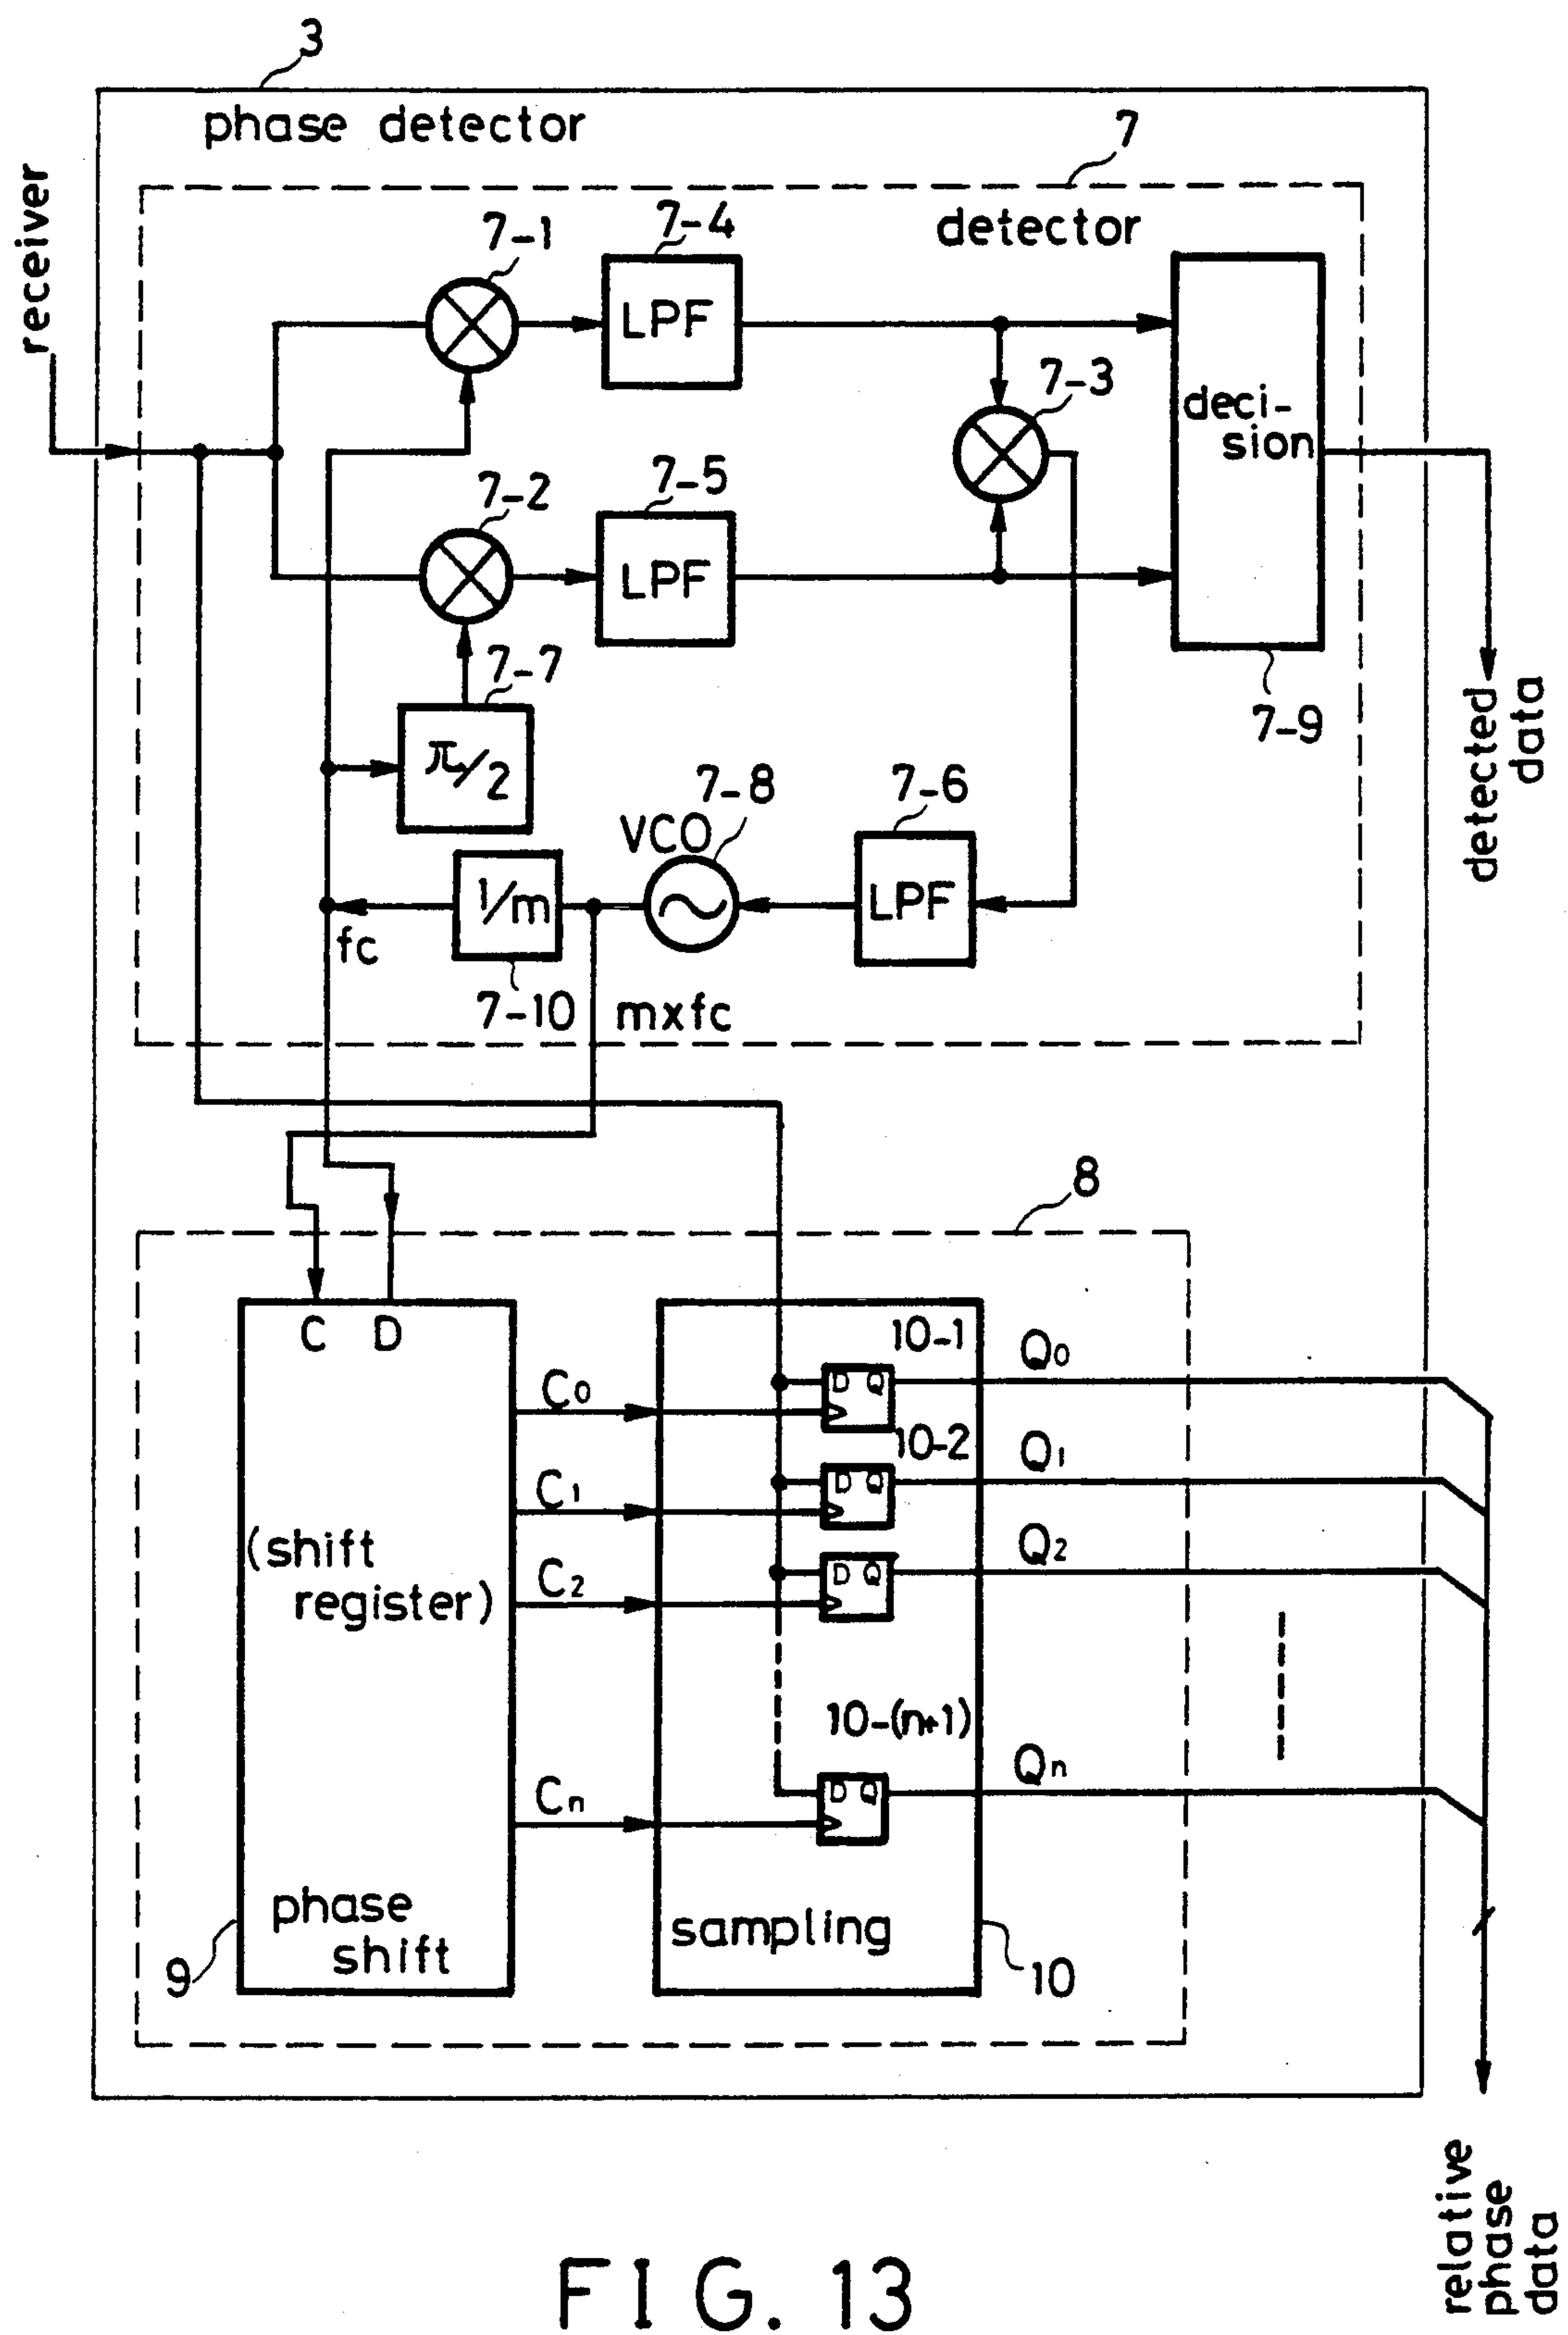 3
phase detector
receiver
7
detector
7-1
7-4
LPF
7-3
deci-
sion
7-2
7-5
LPF
7-7
π/2
7-9
detected
data
7-8
VCO
7-6
LPF
1/m
fc
7-10
mxfc
8
C D
10-1
D Q
Q0
C0
10-2
D Q
Q1
C1
(shift
register)
D Q
Q2
C2
10-(n+1)
D Q
Qn
Cn
phase
shift
9
sampling
10
relative
phase
data
FIG. 13